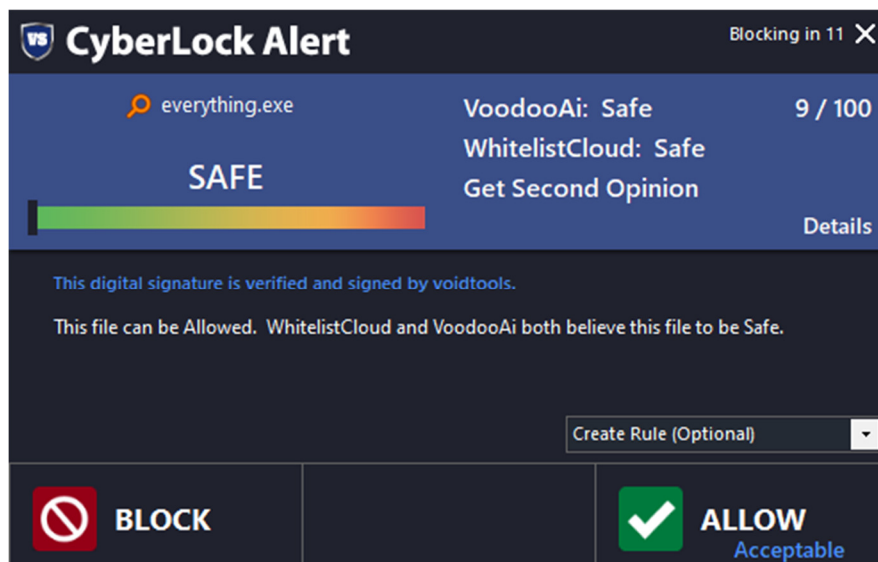 VS CyberLock Alert
Blocking in 11
everything.exe
SAFE
VoodooAi: Safe 9 / 100
WhitelistCloud: Safe
Get Second Opinion
Details
This digital signature is verified and signed by voidtools.
This file can be Allowed. WhitelistCloud and VoodooAi both believe this file to be Safe.
Create Rule (Optional)
BLOCK
ALLOW
Acceptable